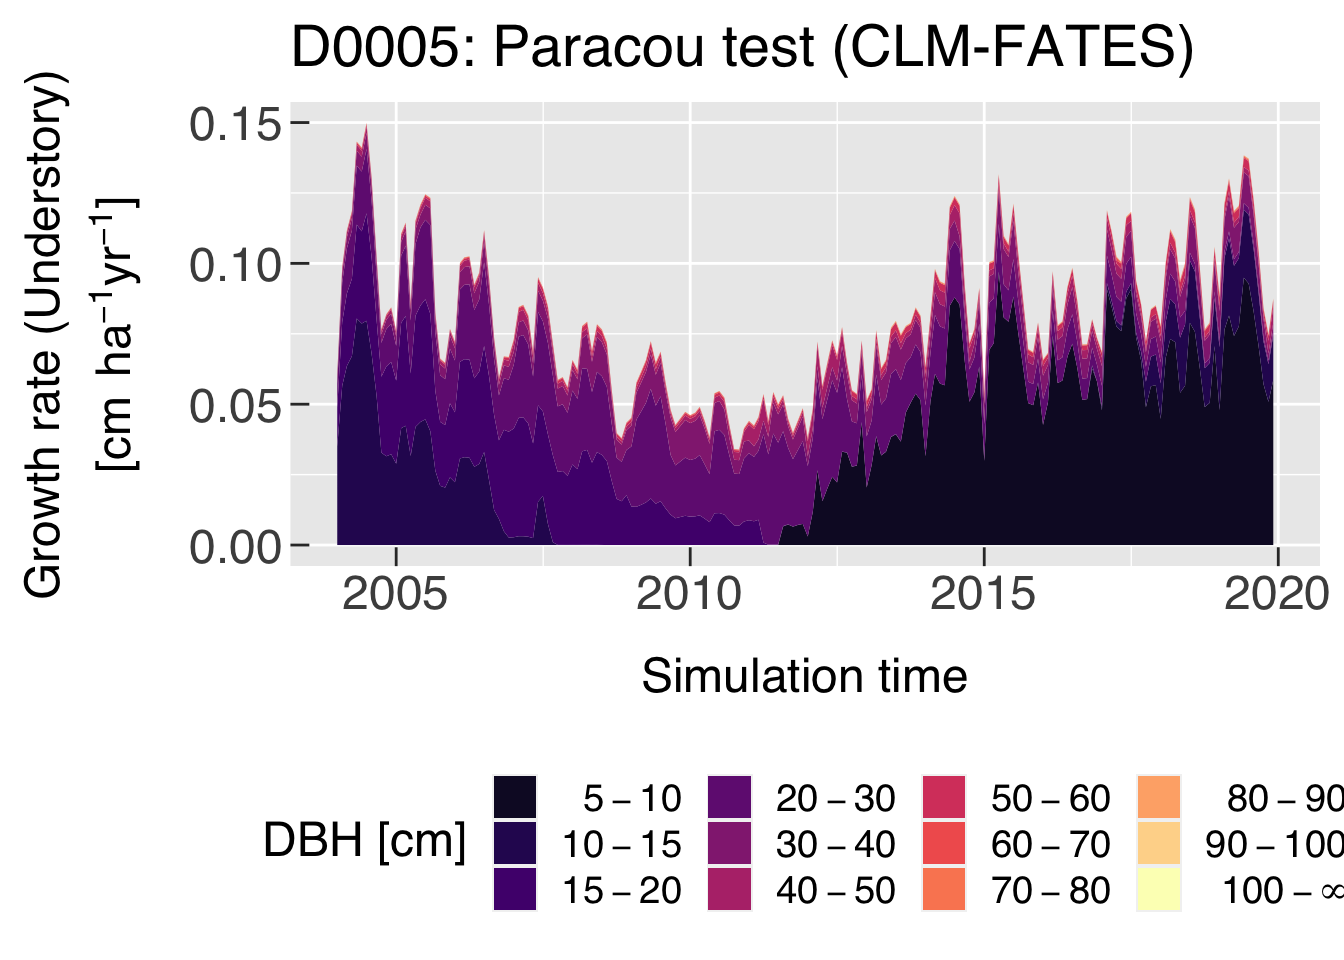 D0005: Paracou test (CLM-FATES)
Growth rate (Understory)
[cm ha⁻¹yr⁻¹]
0.15
0.10
0.05
0.00
2005 2010 2015 2020
Simulation time
DBH [cm]
5 – 10 20 – 30 50 – 60 80 – 90
10 – 15 30 – 40 60 – 70 90 – 100
15 – 20 40 – 50 70 – 80 100 – ∞